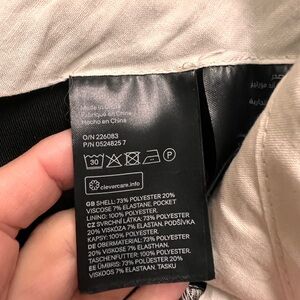 Made in China
Fabriqué en Chine
Hecho en China
O/N 226083
P/N 0524825 7
30
P
clevercare.info
GB SHELL: 73% POLYESTER 20%
VISCOSE 7% ELASTANE. POCKET
LINING: 100% POLYESTER
CZ SVRCHNÍ LÁTKA: 73% POLYESTER
20% VISKÓZA 7% ELASTAN.
KAPSY: 100% POLYESTER
DE OBERMATERIAL: 73% POLYESTER
20% VISKOSE 7% ELASTHAN.
TASCHENFUTTER: 100% POLYESTER
EE ÜMBRIS: 73% POLÜESTER 20%
VISKOOS 7% ELASTAAN. TASKU